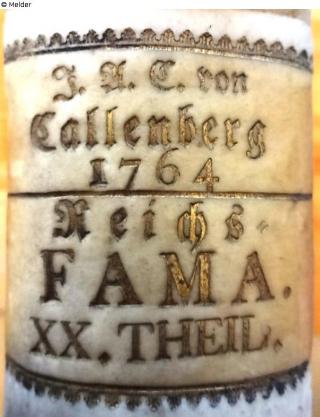 © Melder
J. A. C. von
Callenberg
1764
Reichs-
FAMA.
XX. THEIL.